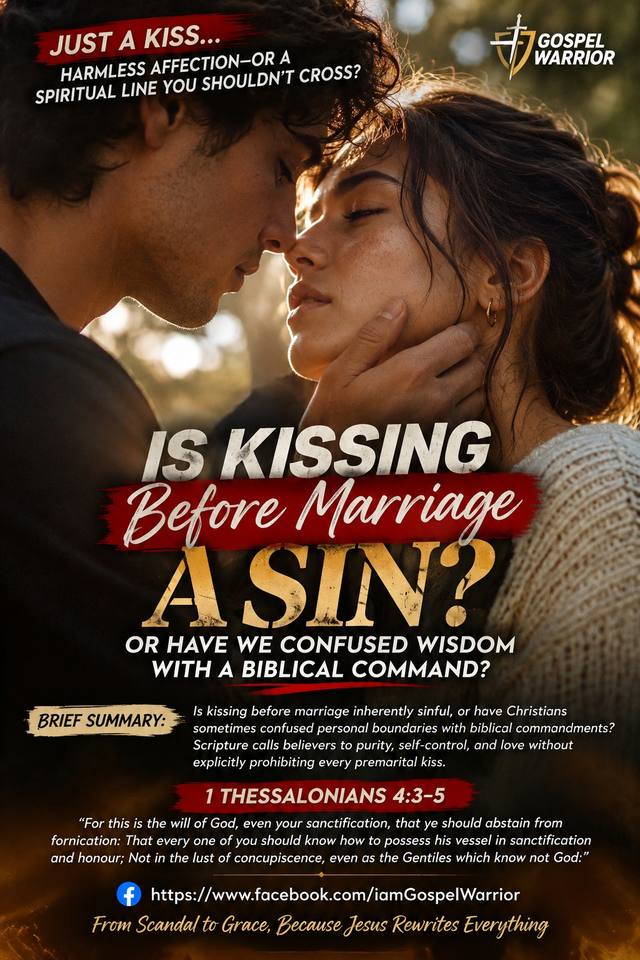 JUST A KISS...
HARMLESS AFFECTION—OR A
SPIRITUAL LINE YOU SHOULDN'T CROSS?
GOSPEL
WARRIOR
IS KISSING
Before Marriage
A SIN?
OR HAVE WE CONFUSED WISDOM
WITH A BIBLICAL COMMAND?
BRIEF SUMMARY:
Is kissing before marriage inherently sinful, or have Christians
sometimes confused personal boundaries with biblical commandments?
Scripture calls believers to purity, self-control, and love without
explicitly prohibiting every premarital kiss.
1 THESSALONIANS 4:3–5
“For this is the will of God, even your sanctification, that ye should abstain from
fornication: That every one of you should know how to possess his vessel in sanctification
and honour; Not in the lust of concupiscence, even as the Gentiles which know not God:”
https://www.facebook.com/iamGospelWarrior
From Scandal to Grace, Because Jesus Rewrites Everything